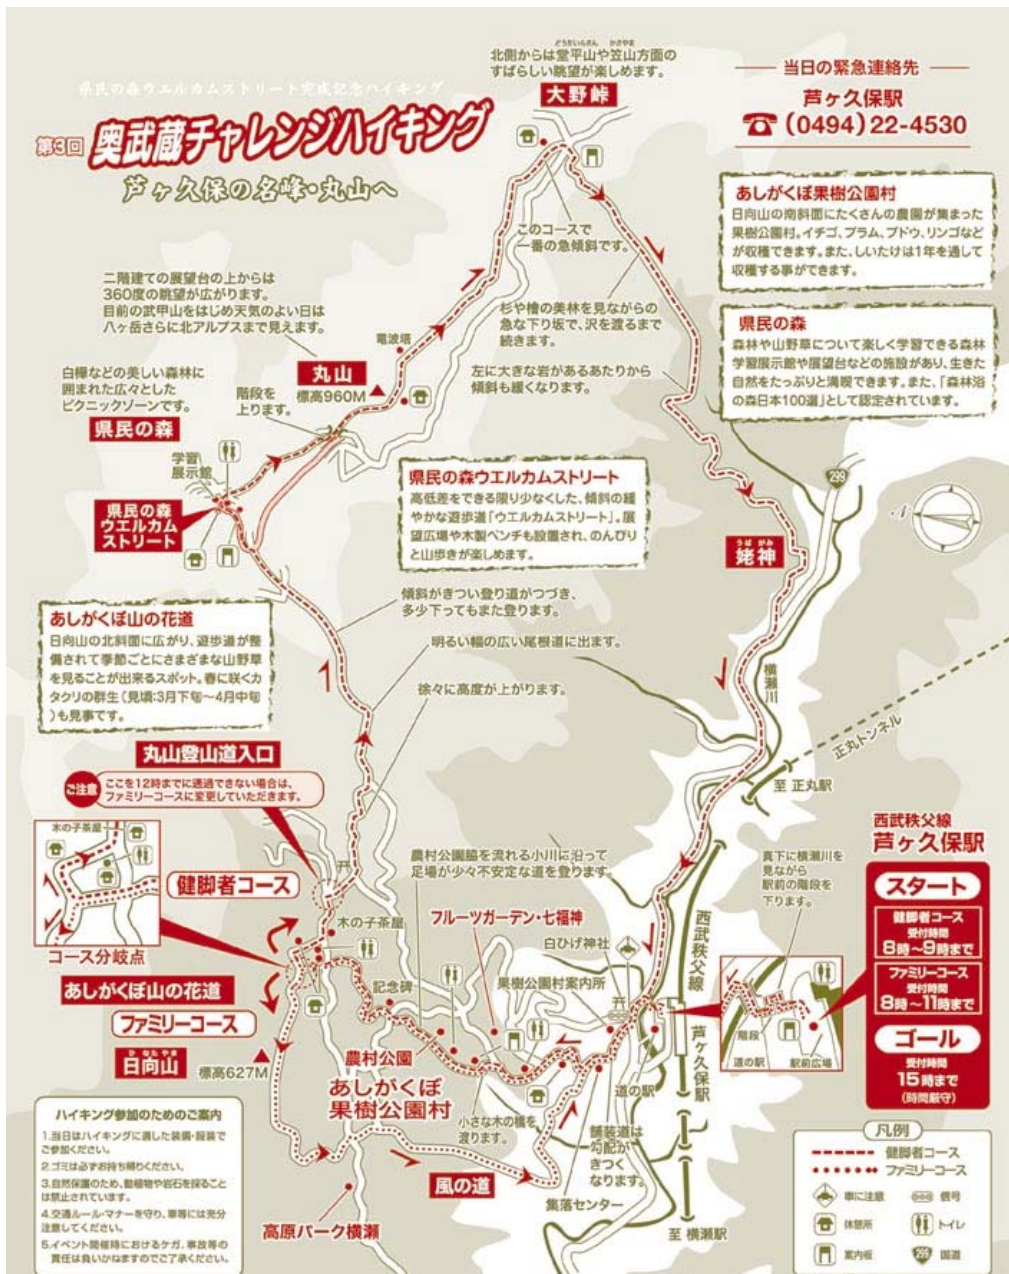 北側からは堂平山や笠山方面の
どうだいらさん かさやま
すばらしい眺望が楽しめます。
大野峠
当日の緊急連絡先
芦ヶ久保駅
(0494)22-4530
県民の森ウエルカムストリート完成記念ハイキング
第3回 奥武蔵チャレンジハイキング
芦ヶ久保の名峰・丸山へ
あしがくぼ果樹公園村
日向山の南斜面にたくさんの農園が集まった
果樹公園村。イチゴ、プラム、ブドウ、リンゴなど
が収穫できます。また、しいたけは1年を通して
収穫する事ができます。
このコースで
一番の急傾斜です。
二階建ての展望台の上からは
360度の眺望が広がります。
目前の武甲山をはじめ天気のよい日は
八ヶ岳さらに北アルプスまで見えます。
杉や檜の美林を見ながらの
急な下り坂で、沢を渡るまで
続きます。
県民の森
森林や山野草について楽しく学習できる森林
学習展示館や展望台などの施設があり、生きた
自然をたっぷりと満喫できます。また、「森林浴
の森日本100選」として認定されています。
電波塔
丸山
標高960M
左に大きな岩があるあたりから
傾斜も緩くなります。
白樺などの美しい森林に
囲まれた広々とした
ピクニックゾーンです。
階段を
上ります。
県民の森
学習
展示館
県民の森
ウエルカム
ストリート
県民の森ウエルカムストリート
高低差をできる限り少なくした、傾斜の緩
やかな遊歩道「ウエルカムストリート」。展
望広場や木製ベンチも設置され、のんびり
と山歩きが楽しめます。
299
うばがみ
姥神
傾斜がきつい登り道がつづき、
多少下ってもまた登ります。
あしがくぼ山の花道
日向山の北斜面に広がり、遊歩道が整
備されて季節ごとにさまざまな山野草
を見ることが出来るスポット。春に咲くカ
タクリの群生(見頃:3月下旬〜4月中旬
)も見事です。
明るい幅の広い尾根道に出ます。
徐々に高度が上がります。
横瀬川
正丸トンネル
至 正丸駅
丸山登山道入口
ご注意
ここを12時までに通過できない場合は、
ファミリーコースに変更していただきます。
木の子茶屋
コース分岐点
健脚者コース
木の子茶屋
農村公園脇を流れる小川に沿って
足場が少々不安定な道を登ります。
フルーツガーデン・七福神
白ひげ神社
果樹公園村案内所
西武秩父線
真下に横瀬川を
見ながら
駅前の階段を
下ります。
階段
道の駅
駅前広場
西武秩父線
芦ヶ久保駅
スタート
健脚者コース
受付時間
8時〜9時まで
ファミリーコース
受付時間
8時〜11時まで
ゴール
受付時間
15時まで
(時間厳守)
あしがくぼ山の花道
ファミリーコース
ひなたやま
日向山
標高627M
記念碑
農村公園
あしがくぼ
果樹公園村
小さな木の橋を
渡ります。
道の駅
芦ヶ久保駅
舗装道は
勾配が
きつく
なります。
集落センター
風の道
高原パーク横瀬
至 横瀬駅
ハイキング参加のためのご案内
1.当日はハイキングに適した装備・服装で
ご参加ください。
2.ゴミは必ずお持ち帰りください。
3.自然保護のため、動植物や岩石を採ること
は禁止されています。
4.交通ルール・マナーを守り、車等には充分
注意してください。
5.イベント開催時におけるケガ、事故等の
責任は負いかねますのでご了承ください。
凡例
健脚者コース
ファミリーコース
車に注意
信号
休憩所
トイレ
案内板
299 国道